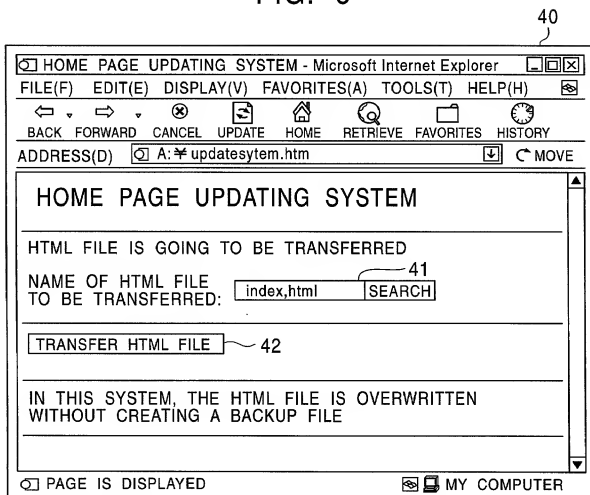 40
HOME PAGE UPDATING SYSTEM - Microsoft Internet Explorer
FILE(F) EDIT(E) DISPLAY(V) FAVORITES(A) TOOLS(T) HELP(H)
BACK FORWARD CANCEL UPDATE HOME RETRIEVE FAVORITES HISTORY
ADDRESS(D) A:¥updatesytem.htm MOVE
HOME PAGE UPDATING SYSTEM
HTML FILE IS GOING TO BE TRANSFERRED
41
NAME OF HTML FILE
TO BE TRANSFERRED: index,html SEARCH
TRANSFER HTML FILE 42
IN THIS SYSTEM, THE HTML FILE IS OVERWRITTEN
WITHOUT CREATING A BACKUP FILE
PAGE IS DISPLAYED MY COMPUTER